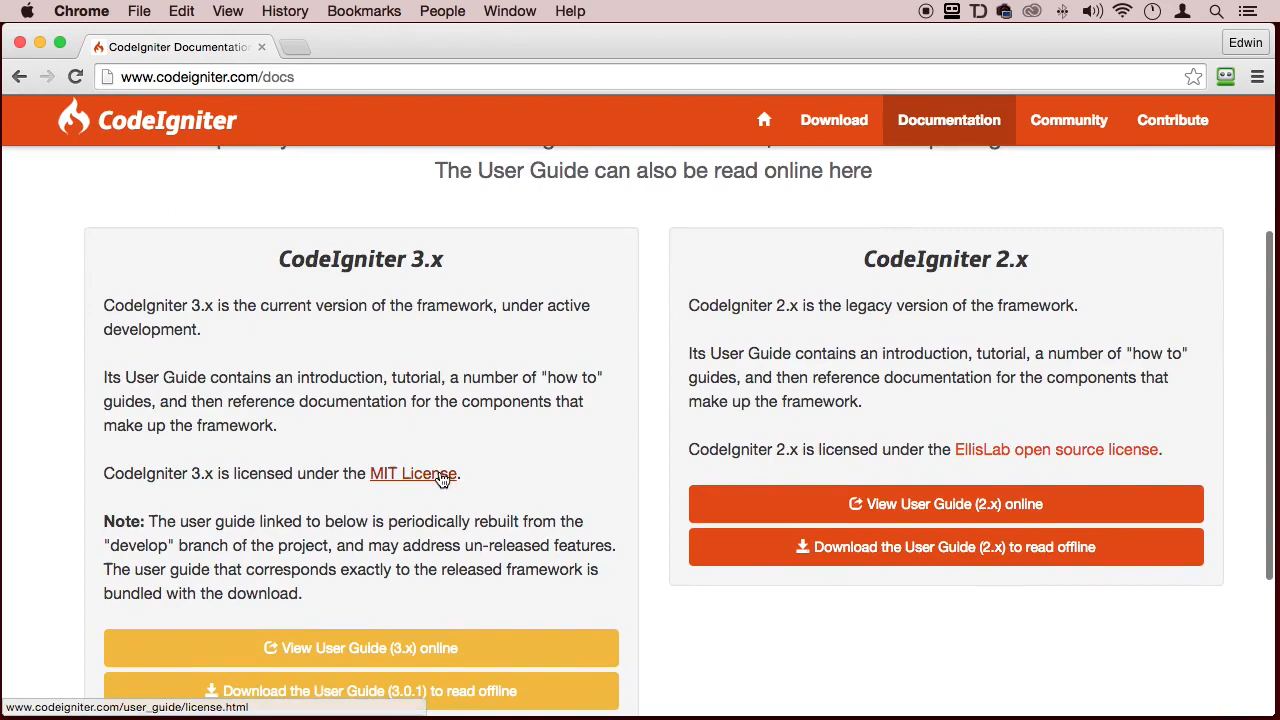 Chrome File Edit View History Bookmarks People Window Help
CodeIgniter Documentatio
Edwin
www.codeigniter.com/docs
CodeIgniter
Download Documentation Community Contribute
The User Guide can also be read online here
CodeIgniter 3.x
CodeIgniter 3.x is the current version of the framework, under active
development.
Its User Guide contains an introduction, tutorial, a number of "how to"
guides, and then reference documentation for the components that
make up the framework.
CodeIgniter 3.x is licensed under the MIT License.
Note: The user guide linked to below is periodically rebuilt from the
"develop" branch of the project, and may address un-released features.
The user guide that corresponds exactly to the released framework is
bundled with the download.
View User Guide (3.x) online
Download the User Guide (3.0.1) to read offline
CodeIgniter 2.x
CodeIgniter 2.x is the legacy version of the framework.
Its User Guide contains an introduction, tutorial, a number of "how to"
guides, and then reference documentation for the components that
make up the framework.
CodeIgniter 2.x is licensed under the EllisLab open source license.
View User Guide (2.x) online
Download the User Guide (2.x) to read offline
www.codeigniter.com/user_guide/license.html